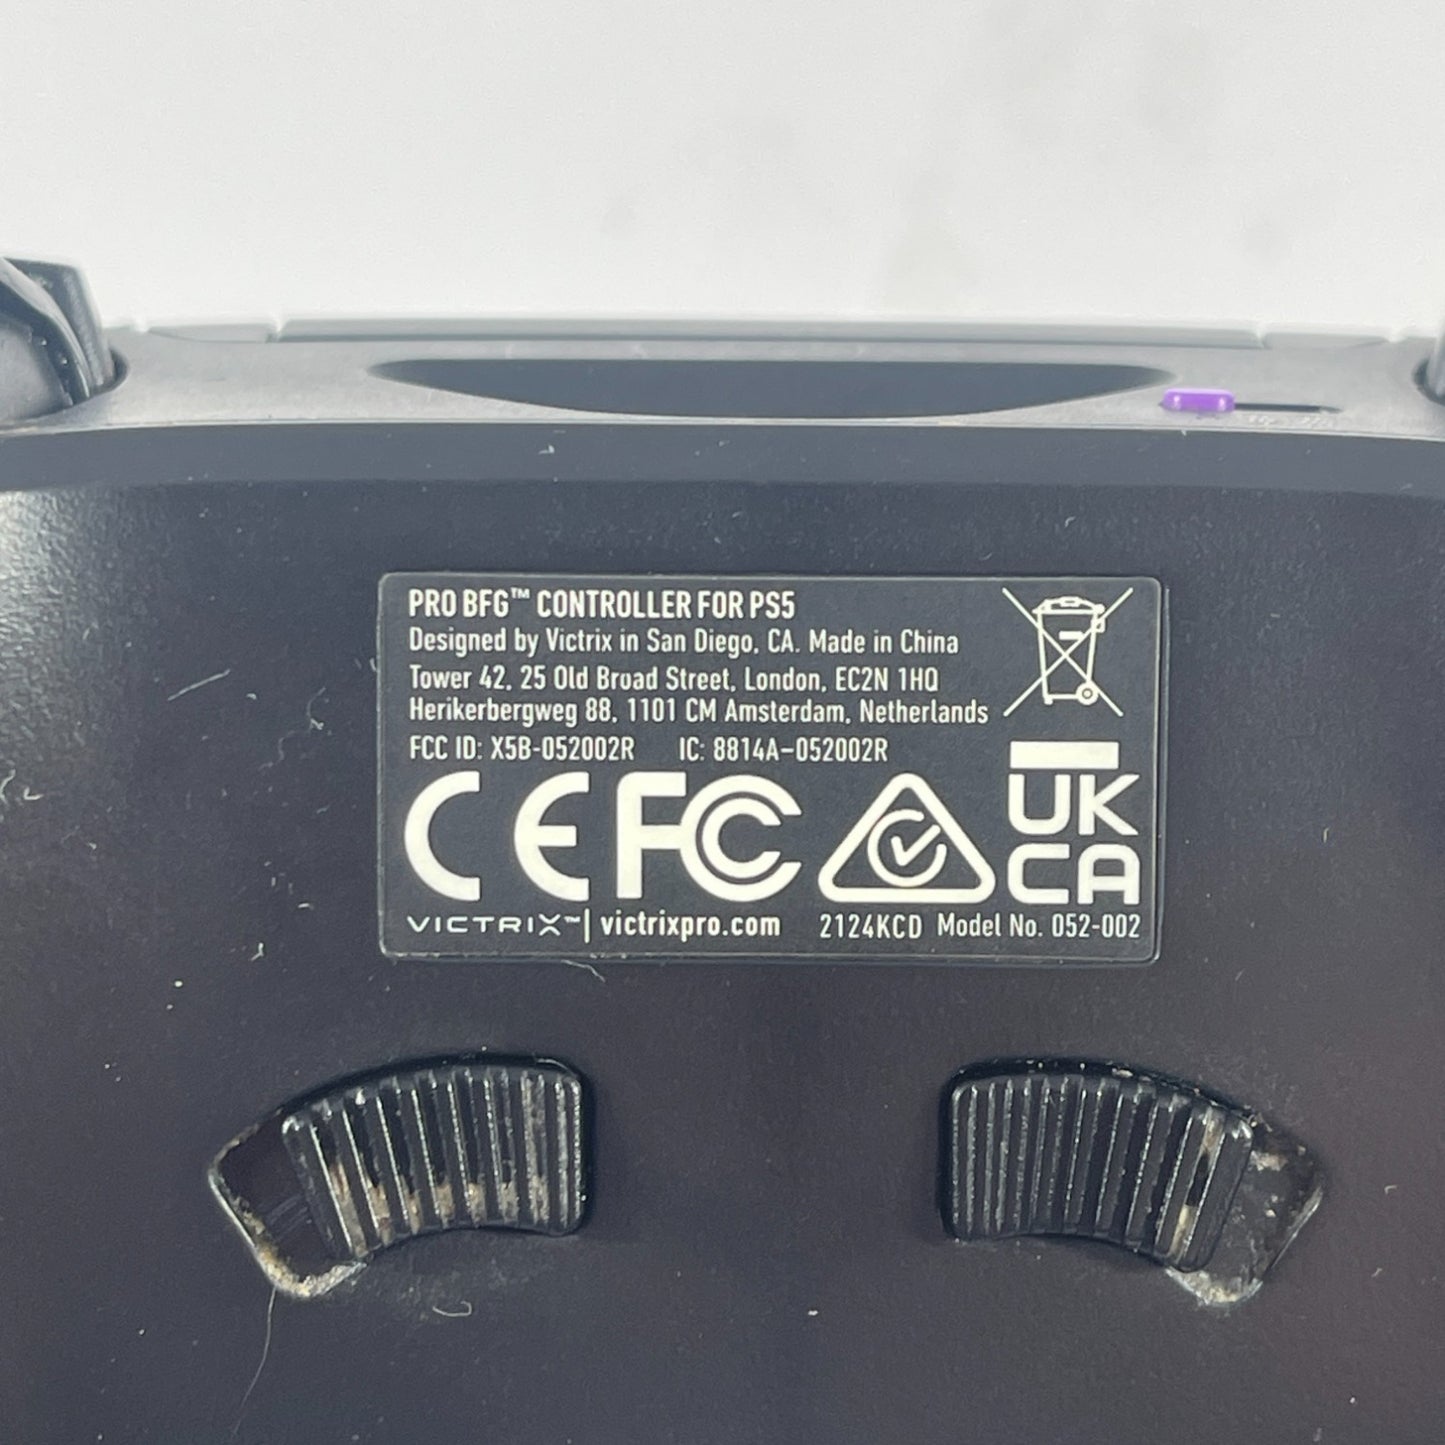 PRO BFG™ CONTROLLER FOR PS5
Designed by Victrix in San Diego, CA. Made in China
Tower 42, 25 Old Broad Street, London, EC2N 1HQ
Herikerbergweg 88, 1101 CM Amsterdam, Netherlands
FCC ID: X5B-052002R IC: 8814A-052002R
CE FC UK CA
VICTRIX™ | victrixpro.com 2124KCD Model No. 052-002